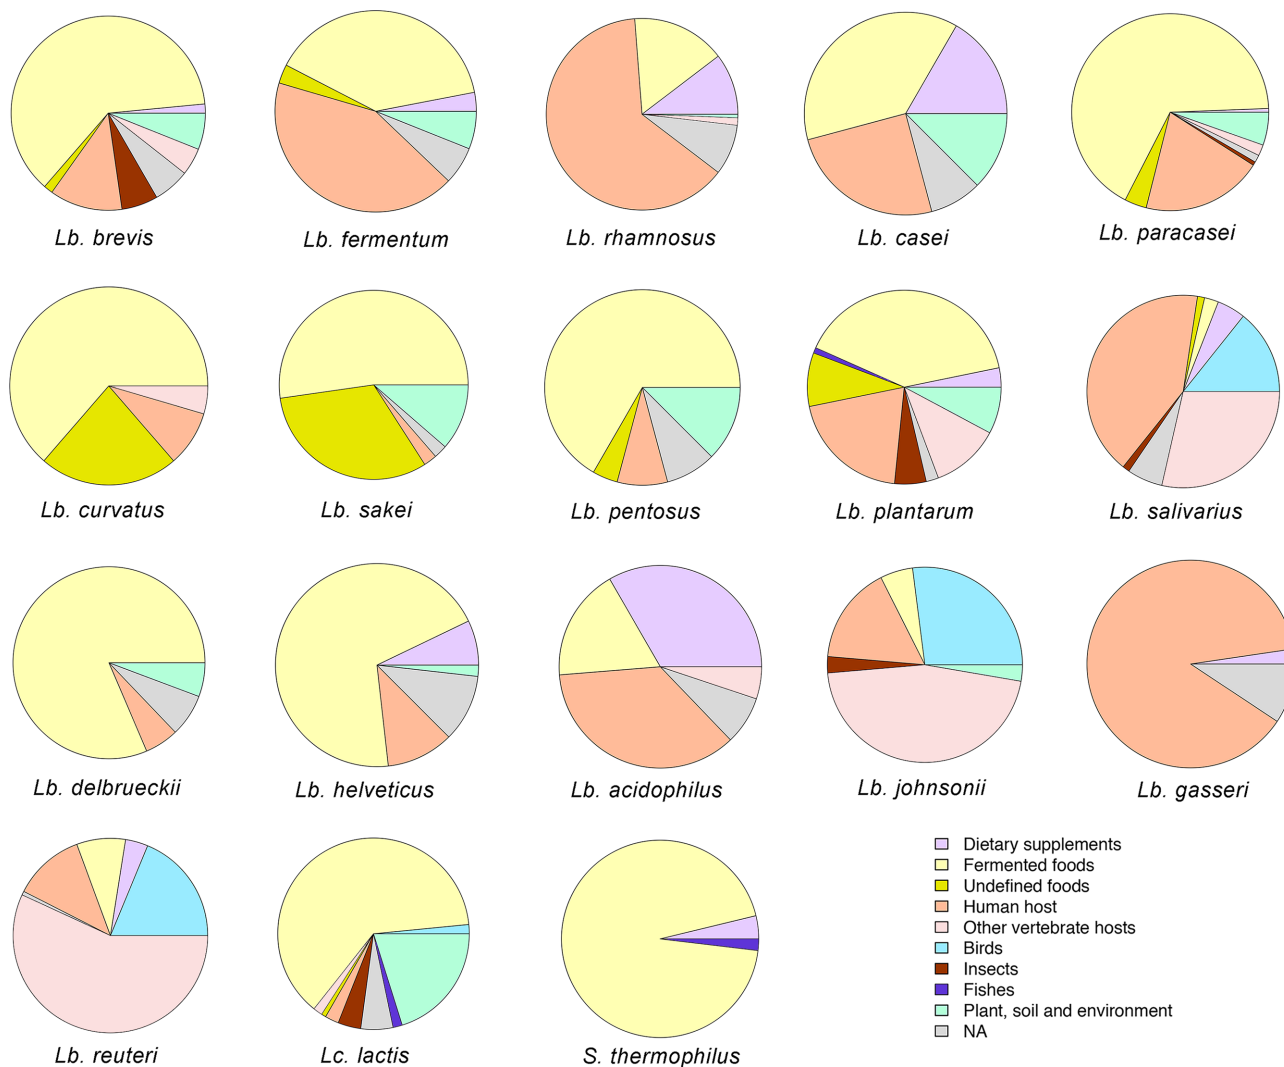 Lb. brevis
Lb. fermentum
Lb. rhamnosus
Lb. casei
Lb. paracasei
Lb. curvatus
Lb. sakei
Lb. pentosus
Lb. plantarum
Lb. salivarius
Lb. delbrueckii
Lb. helveticus
Lb. acidophilus
Lb. johnsonii
Lb. gasseri
Lb. reuteri
Lc. lactis
S. thermophilus
Dietary supplements
Fermented foods
Undefined foods
Human host
Other vertebrate hosts
Birds
Insects
Fishes
Plant, soil and environment
NA